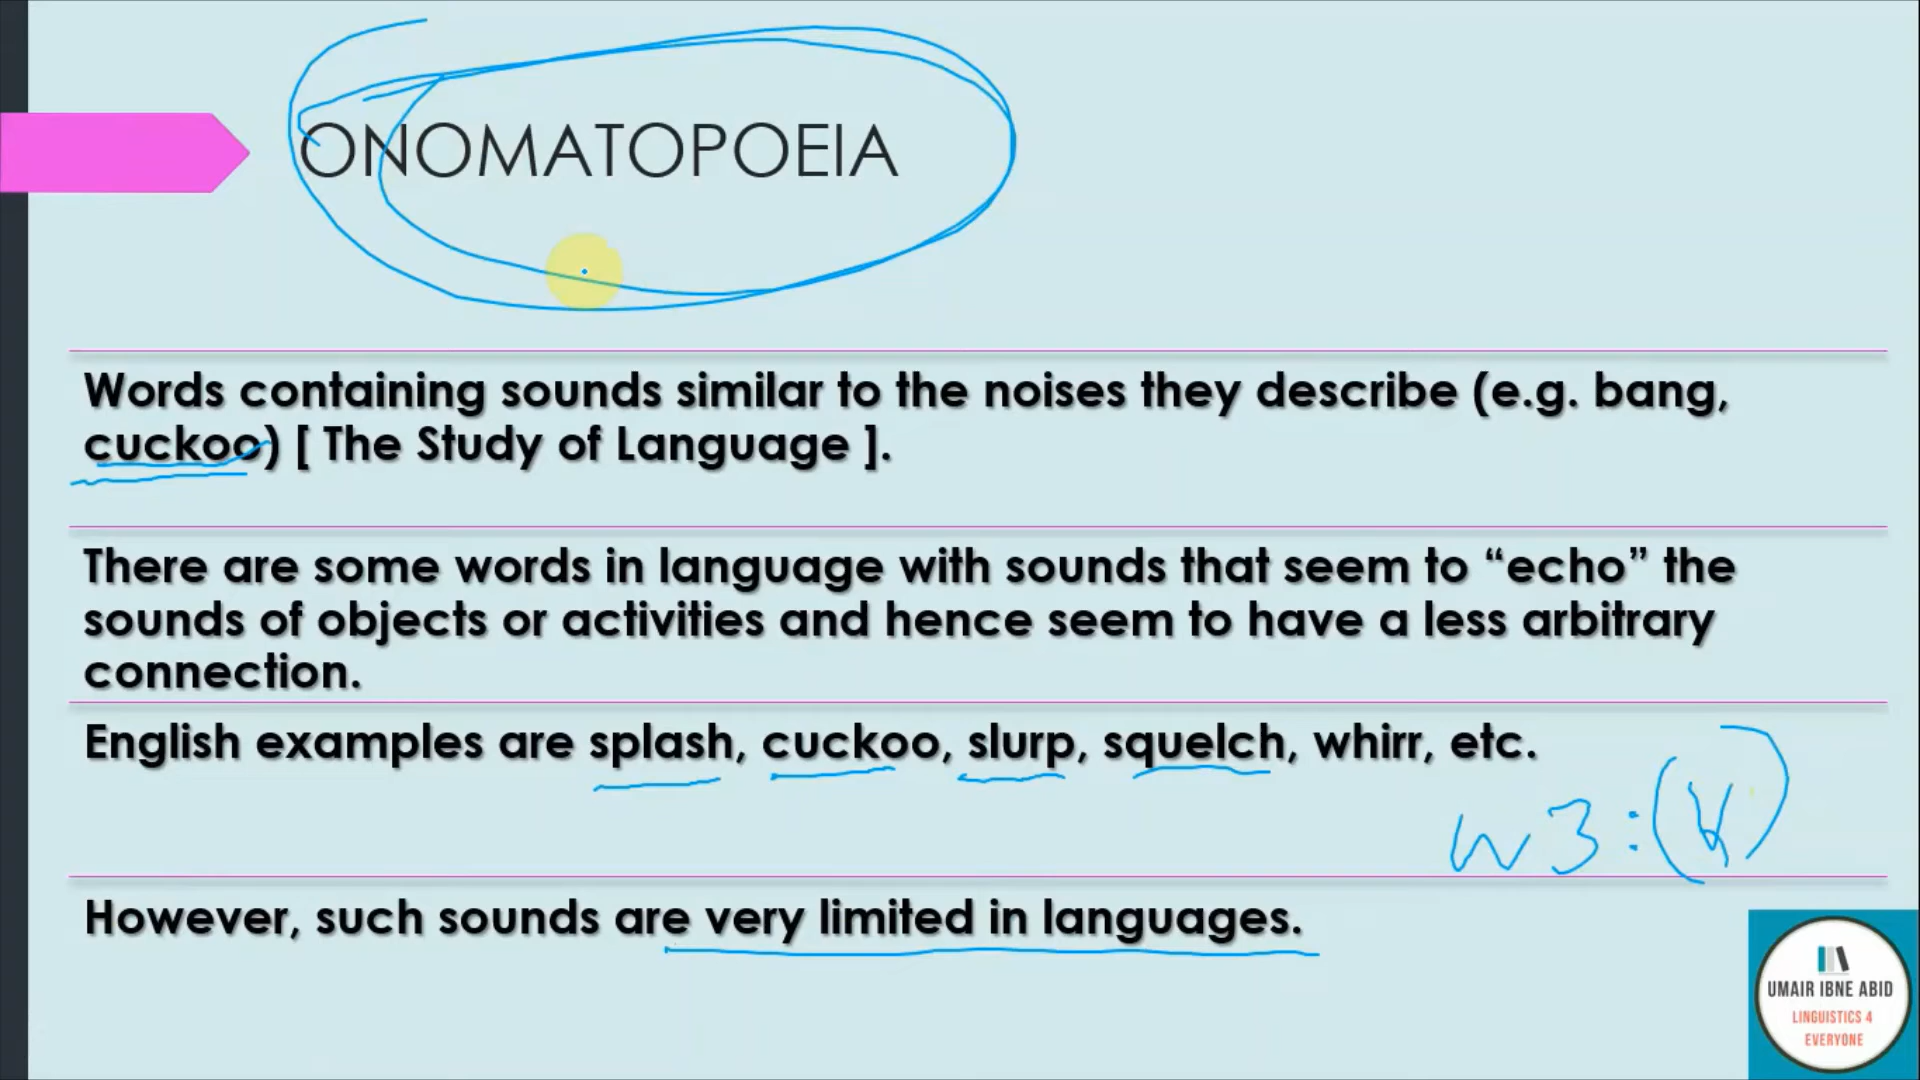 ONOMATOPOEIA
Words containing sounds similar to the noises they describe (e.g. bang,
cuckoo) [ The Study of Language ].
There are some words in language with sounds that seem to “echo” the
sounds of objects or activities and hence seem to have a less arbitrary
connection.
English examples are splash, cuckoo, slurp, squelch, whirr, etc.
However, such sounds are very limited in languages.
UMAIR IBNE ABID
LINGUISTICS 4
EVERYONE